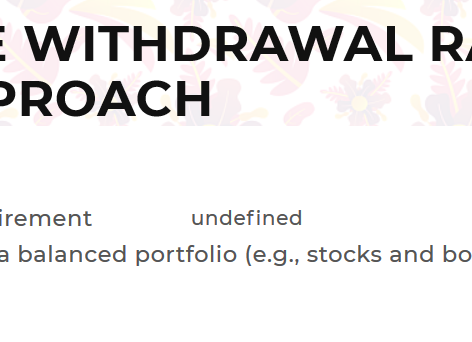 E WITHDRAWAL RA
PROACH
irement undefined
a balanced portfolio (e.g., stocks and bo